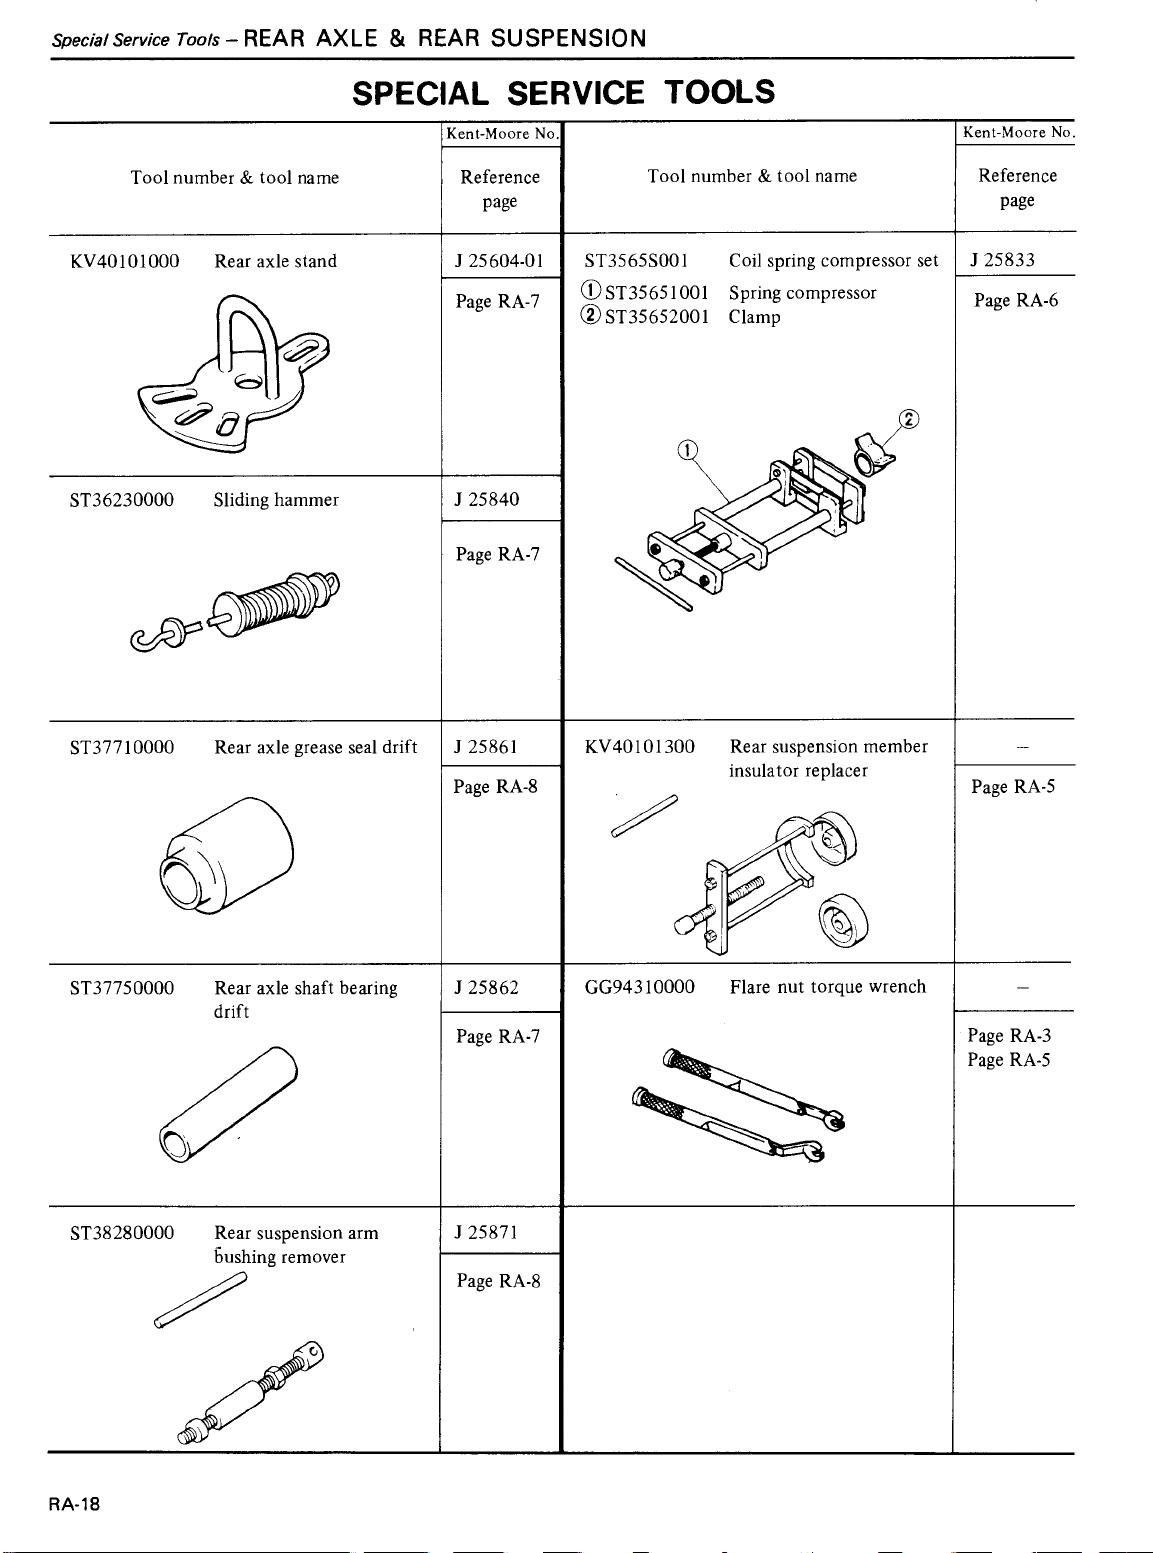 Special Service Tools – REAR AXLE & REAR SUSPENSION
SPECIAL SERVICE TOOLS
Tool number & tool name
Kent-Moore No.
Reference
page
Tool number & tool name
Kent-Moore No.
Reference
page
KV40101000 Rear axle stand
J 25604-01
Page RA-7
ST36230000 Sliding hammer
J 25840
Page RA-7
ST37710000 Rear axle grease seal drift
J 25861
Page RA-8
ST37750000 Rear axle shaft bearing
drift
J 25862
Page RA-7
ST38280000 Rear suspension arm
bushing remover
J 25871
Page RA-8
ST3565S001 Coil spring compressor set
① ST35651001 Spring compressor
② ST35652001 Clamp
J 25833
Page RA-6
②
①
KV40101300 Rear suspension member
insulator replacer
–
Page RA-5
GG94310000 Flare nut torque wrench
–
Page RA-3
Page RA-5
RA-18